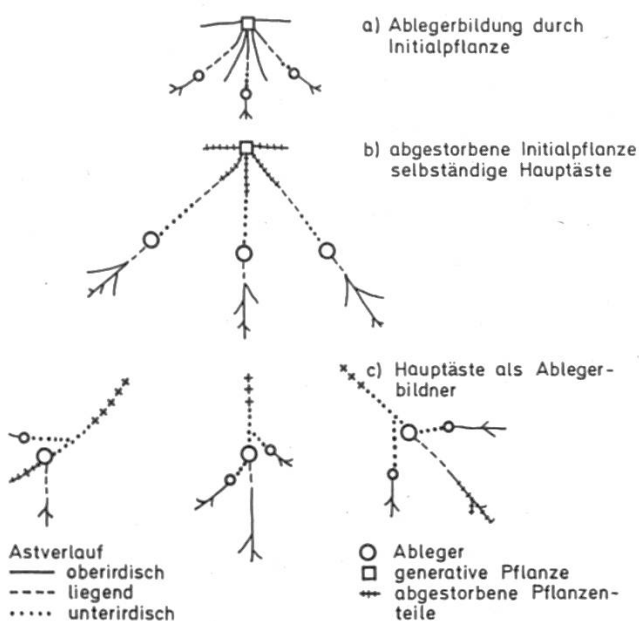 a) Ablegerbildung durch
Initialpflanze
b) abgestorbene Initialpflanze
selbständige Hauptäste
c) Hauptäste als Ableger-
bildner
Astverlauf
oberirdisch
liegend
unterirdisch
Ableger
generative Pflanze
abgestorbene Pflanzen-
teile